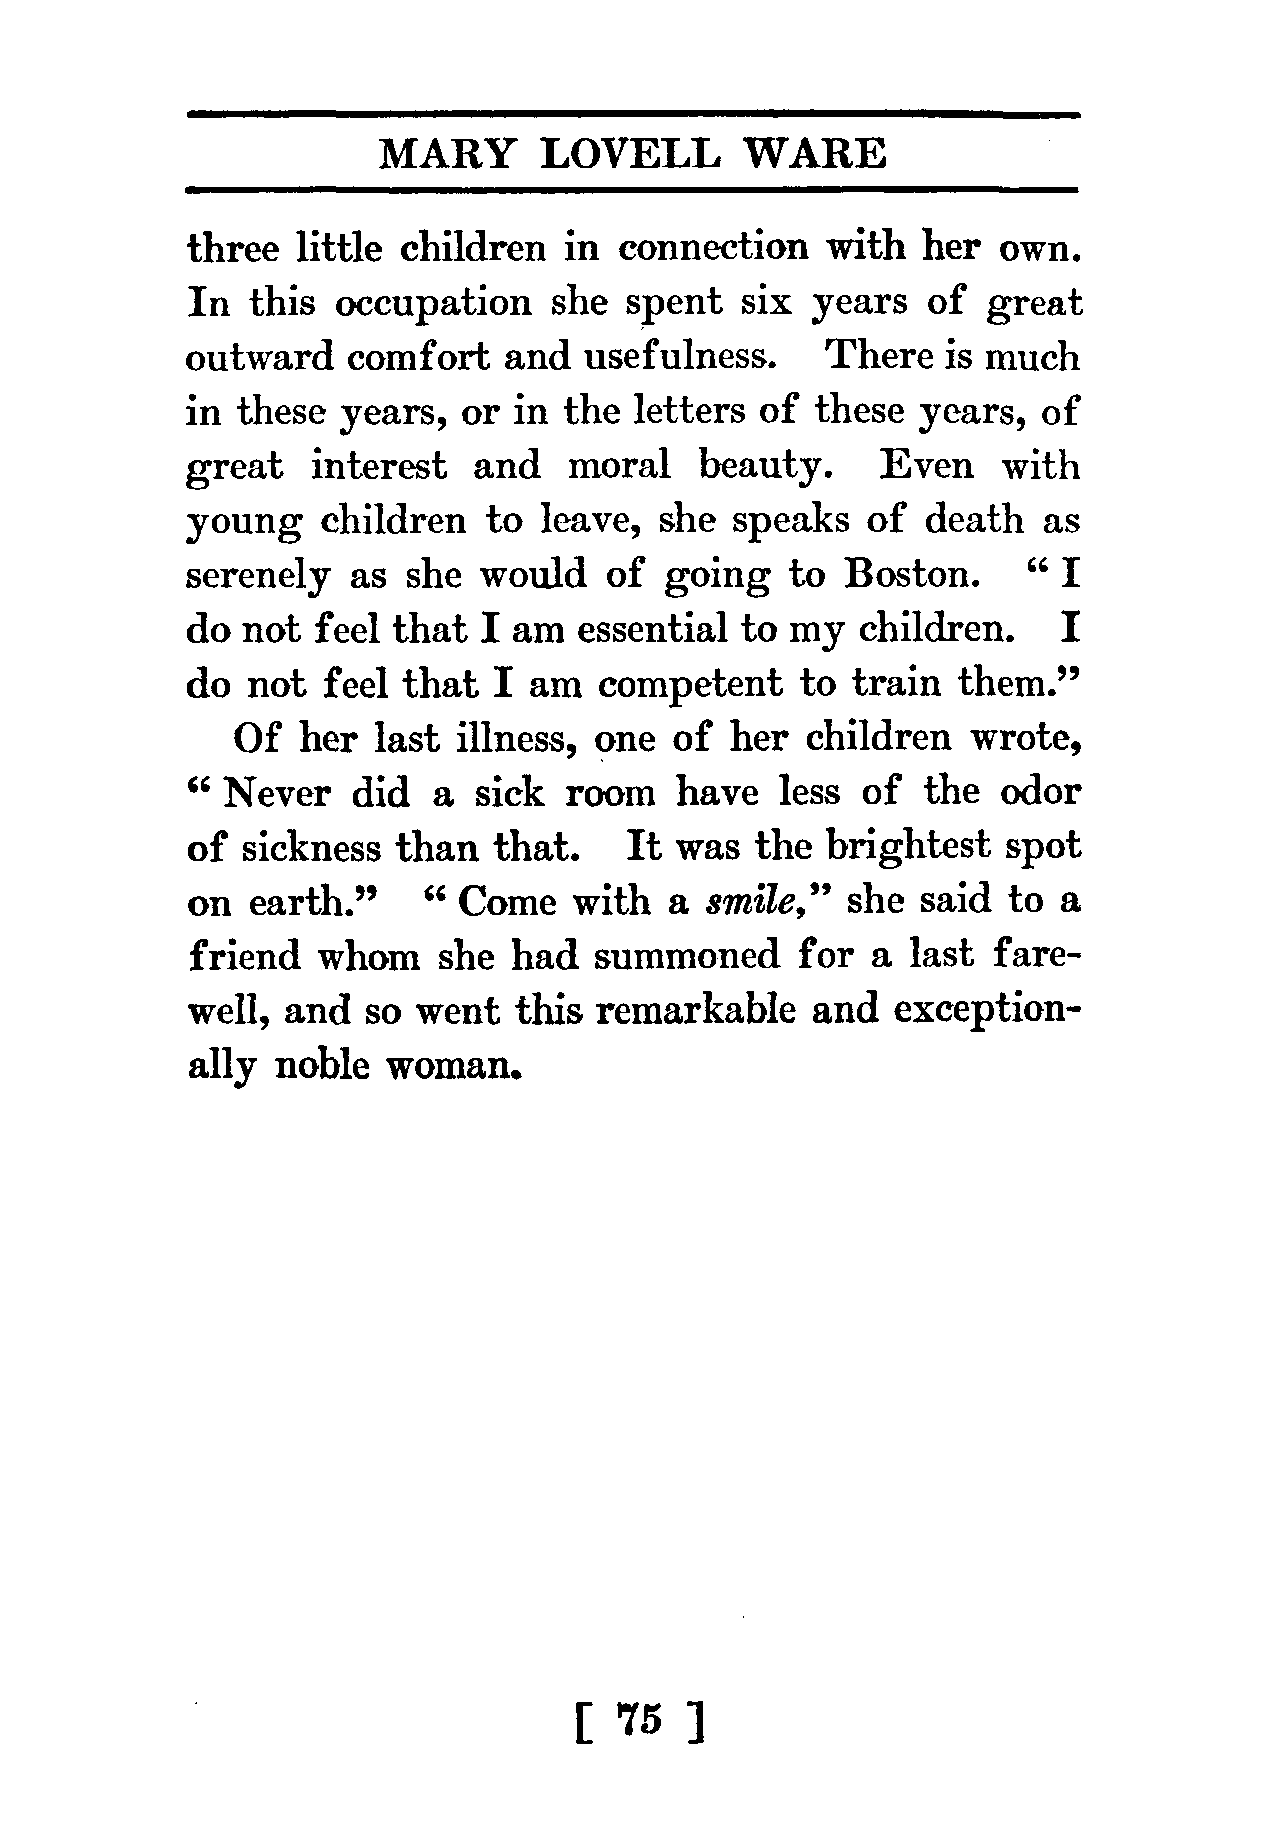 MARY LOVELL WARE
three little children in connection with her own.
In this occupation she spent six years of great
outward comfort and usefulness. There is much
in these years, or in the letters of these years, of
great interest and moral beauty. Even with
young children to leave, she speaks of death as
serenely as she would of going to Boston. “ I
do not feel that I am essential to my children. I
do not feel that I am competent to train them.”
Of her last illness, one of her children wrote,
“ Never did a sick room have less of the odor
of sickness than that. It was the brightest spot
on earth.” “ Come with a smile,” she said to a
friend whom she had summoned for a last fare-
well, and so went this remarkable and exception-
ally noble woman.
[ 75 ]